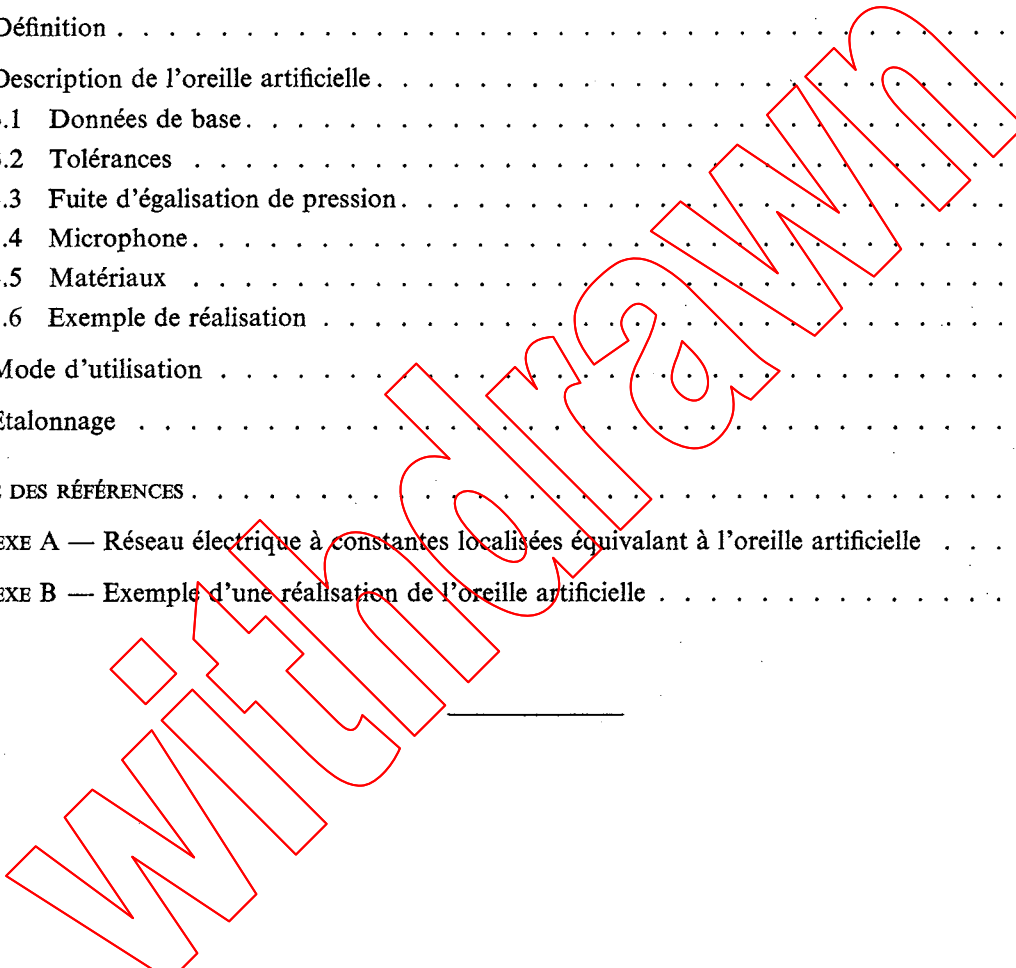 Définition . . . . . . . . . . . . . . . . . . . . . . . . . . . . . . . . . . .
Description de l'oreille artificielle . . . . . . . . . . . . . . . . . . . . . . . . .
.1 Données de base . . . . . . . . . . . . . . . . . . . . . . . . . . . . . .
.2 Tolérances . . . . . . . . . . . . . . . . . . . . . . . . . . . . . . . .
.3 Fuite d'égalisation de pression . . . . . . . . . . . . . . . . . . . . . . . .
.4 Microphone . . . . . . . . . . . . . . . . . . . . . . . . . . . . . . . .
.5 Matériaux . . . . . . . . . . . . . . . . . . . . . . . . . . . . . . . .
.6 Exemple de réalisation . . . . . . . . . . . . . . . . . . . . . . . . . . .
Mode d'utilisation . . . . . . . . . . . . . . . . . . . . . . . . . . . . . . .
Etalonnage . . . . . . . . . . . . . . . . . . . . . . . . . . . . . . . . . .
DES RÉFÉRENCES . . . . . . . . . . . . . . . . . . . . . . . . . . . . . . . .
EXE A — Réseau électrique à constantes localisées équivalant à l'oreille artificielle . . .
EXE B — Exemple d'une réalisation de l'oreille artificielle . . . . . . . . . . . . . .
withdrawn